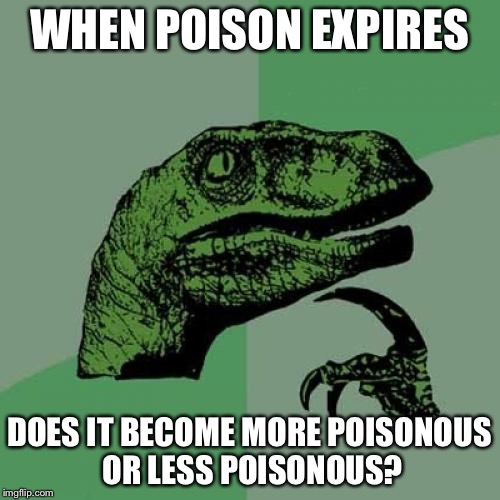 WHEN POISON EXPIRES
DOES IT BECOME MORE POISONOUS
OR LESS POISONOUS?
imgflip.com